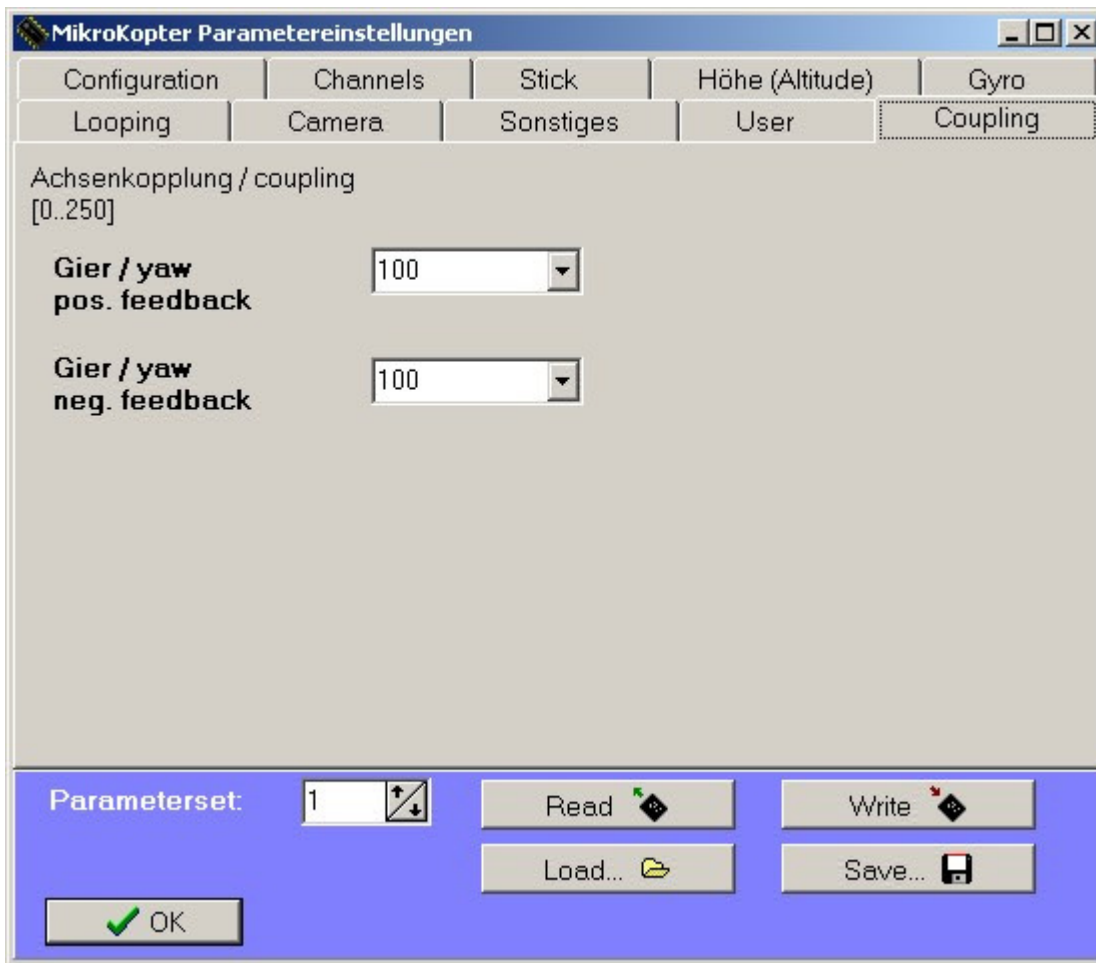 MikroKopter Parametereinstellungen
Configuration Channels Stick Höhe (Altitude) Gyro
Looping Camera Sonstiges User Coupling
Achsenkopplung / coupling
[0..250]
Gier / yaw
pos. feedback
100
Gier / yaw
neg. feedback
100
Parameterset: 1 Read Write
Load... Save...
OK